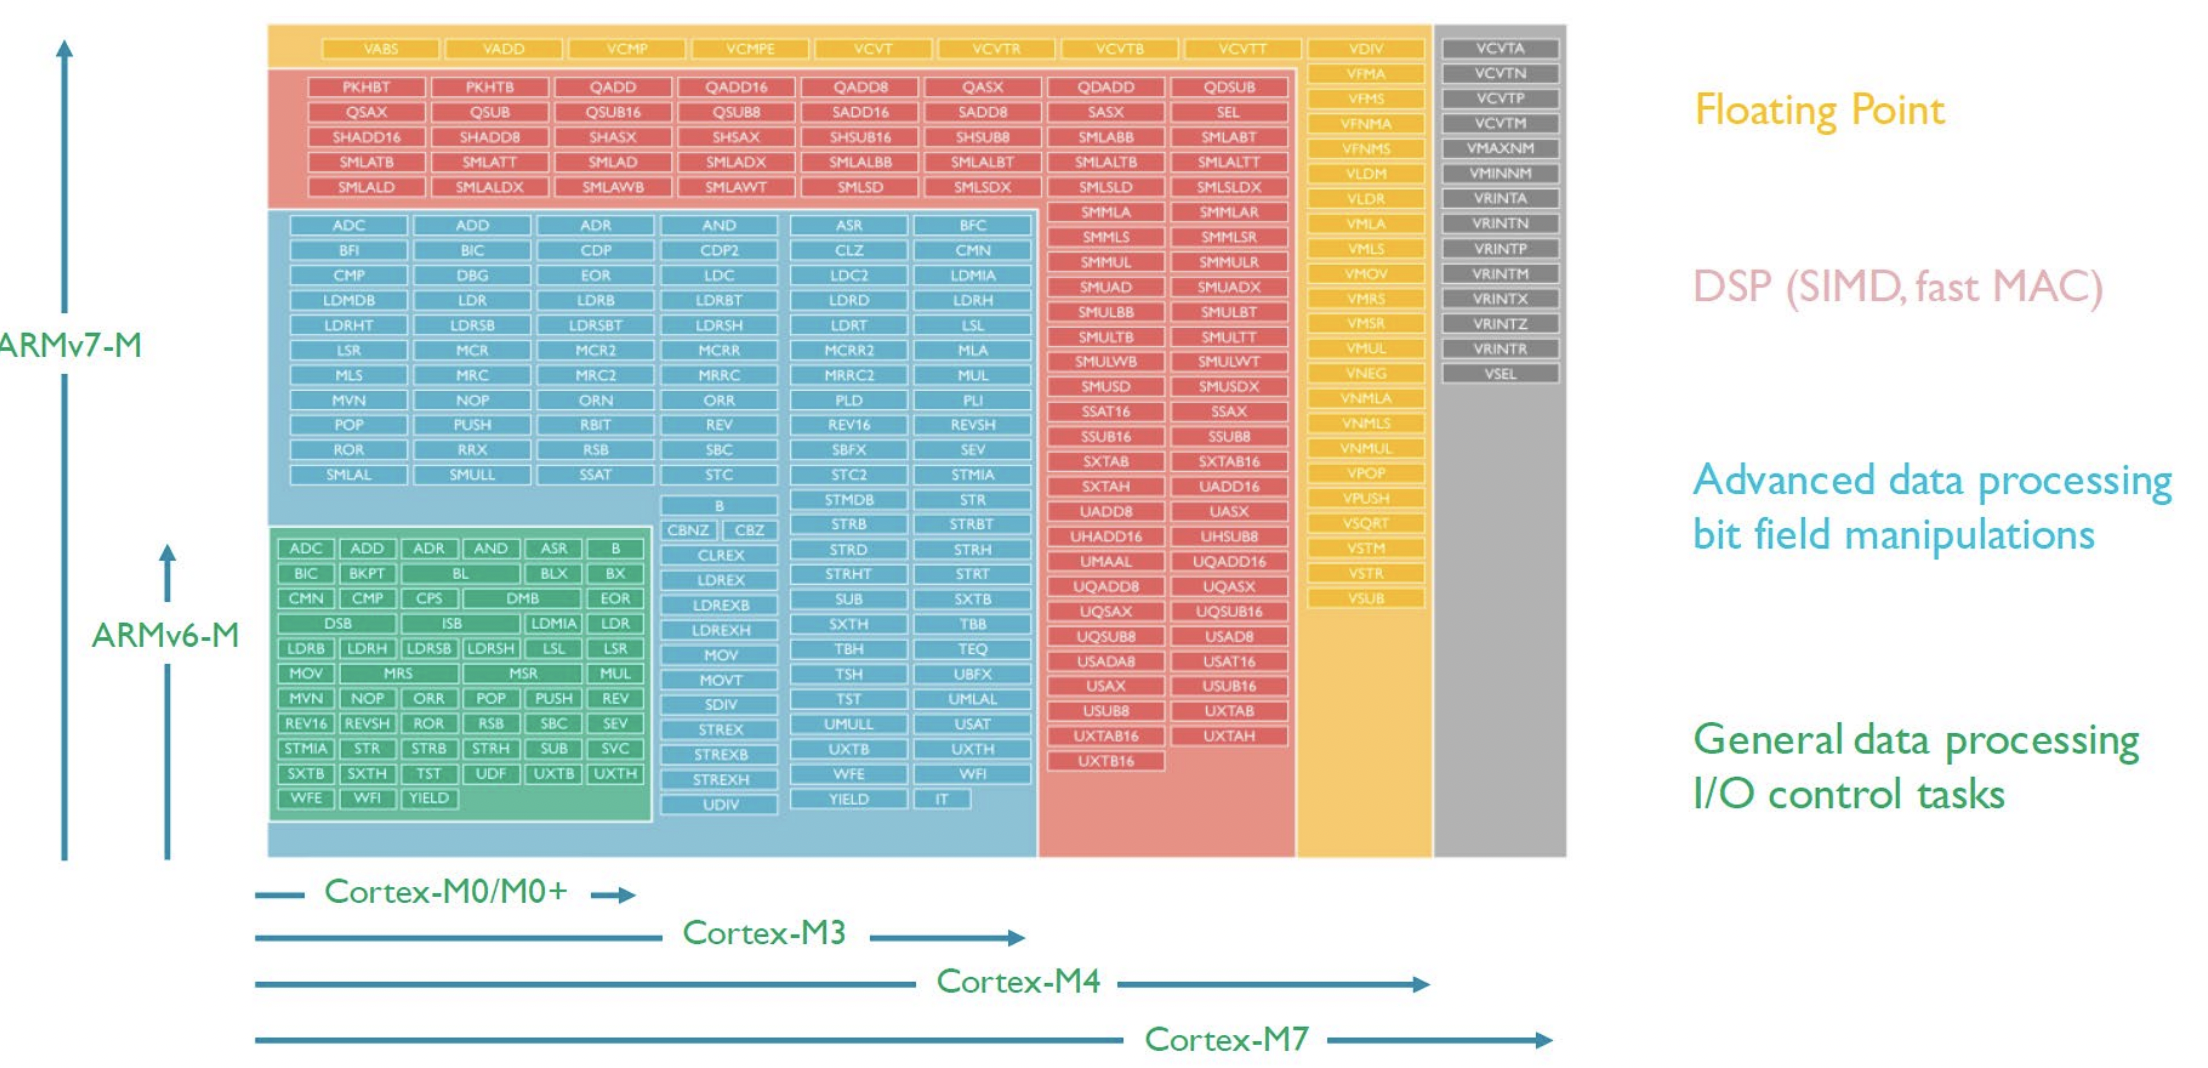 VABS VADD VCMP VCMPE VCVT VCVTR VCVTB VCVTT VDIV VCVTA
VFMA VCVTN
PKHBT PKHTB QADD QADD16 QADD8 QASX QDADD QDSUB
VFMS VCVTP
QSAX QSUB QSUB16 QSUB8 SADD16 SADD8 SASX SEL
VFNMA VCVTM
SHADD16 SHADD8 SHASX SHSAX SHSUB16 SHSUB8 SMLABB SMLABT
VFNMS VMAXNM
SMLATB SMLATT SMLAD SMLADX SMLALBB SMLALBT SMLALTB SMLALTT
VLDM VMINNM
SMLALD SMLALDX SMLAWB SMLAWT SMLSD SMLSDX SMLSLD SMLSLDX
VLDR VRINTA
SMMLA SMMLAR
ADC ADD ADR AND ASR BFC
VMLA VRINTN
SMMLS SMMLSR
BFI BIC CDP CDP2 CLZ CMN
VMLS VRINTP
SMMUL SMMULR
CMP DBG EOR LDC LDC2 LDMIA
VMOV VRINTM
SMUAD SMUADX
LDMDB LDR LDRB LDRBT LDRD LDRH
VMRS VRINTX
SMULBB SMULBT
LDRHT LDRSB LDRSBT LDRSH LDRT LSL
VMSR VRINTZ
SMULTB SMULTT
LSR MCR MCR2 MCRR MCRR2 MLA
VMUL VRINTR
SMULWB SMULWT
MLS MRC MRC2 MRRC MRRC2 MUL
VNEG VSEL
SMUSD SMUSDX
MVN NOP ORN ORR PLD PLI
VNMLA
SSAT16 SSAX
POP PUSH RBIT REV REV16 REVSH
VNMLS
SSUB16 SSUB8
ROR RRX RSB SBC SBFX SEV
VNMUL
SXTAB SXTAB16
SMLAL SMULL SSAT STC STC2 STMIA
VPOP
SXTAH UADD16
STMDB STR
VPUSH
B
UADD8 UASX
STRB STRBT
VSQRT
CBNZ CBZ
UHADD16 UHSUB8
ADC ADD ADR AND ASR B
STRD STRH
VSTM
CLREX
UMAAL UQADD16
BIC BKPT BL BLX BX
STRHT STRT
VSTR
LDREX
UQADD8 UQASX
CMN CMP CPS DMB EOR
SUB SXTB
VSUB
LDREXB
UQSAX UQSUB16
DSB ISB LDMIA LDR
SXTH TBB
LDREXH
UQSUB8 USAD8
LDRB LDRH LDRSB LDRSH LSL LSR
TBH TEQ
MOV
USADA8 USAT16
MOV MRS MSR MUL
TSH UBFX
MOVT
USAX USUB16
MVN NOP ORR POP PUSH REV
TST UMLAL
SDIV
USUB8 UXTAB
REV16 REVSH ROR RSB SBC SEV
UMULL USAT
STREX
UXTAB16 UXTAH
STMIA STR STRB STRH SUB SVC
UXTB UXTH
STREXB
UXTB16
SXTB SXTH TST UDF UXTB UXTH
WFE WFI
STREXH
WFE WFI YIELD
YIELD IT
UDIV
ARMv7-M
ARMv6-M
Floating Point
DSP (SIMD, fast MAC)
Advanced data processing
bit field manipulations
General data processing
I/O control tasks
Cortex-M0/M0+
Cortex-M3
Cortex-M4
Cortex-M7